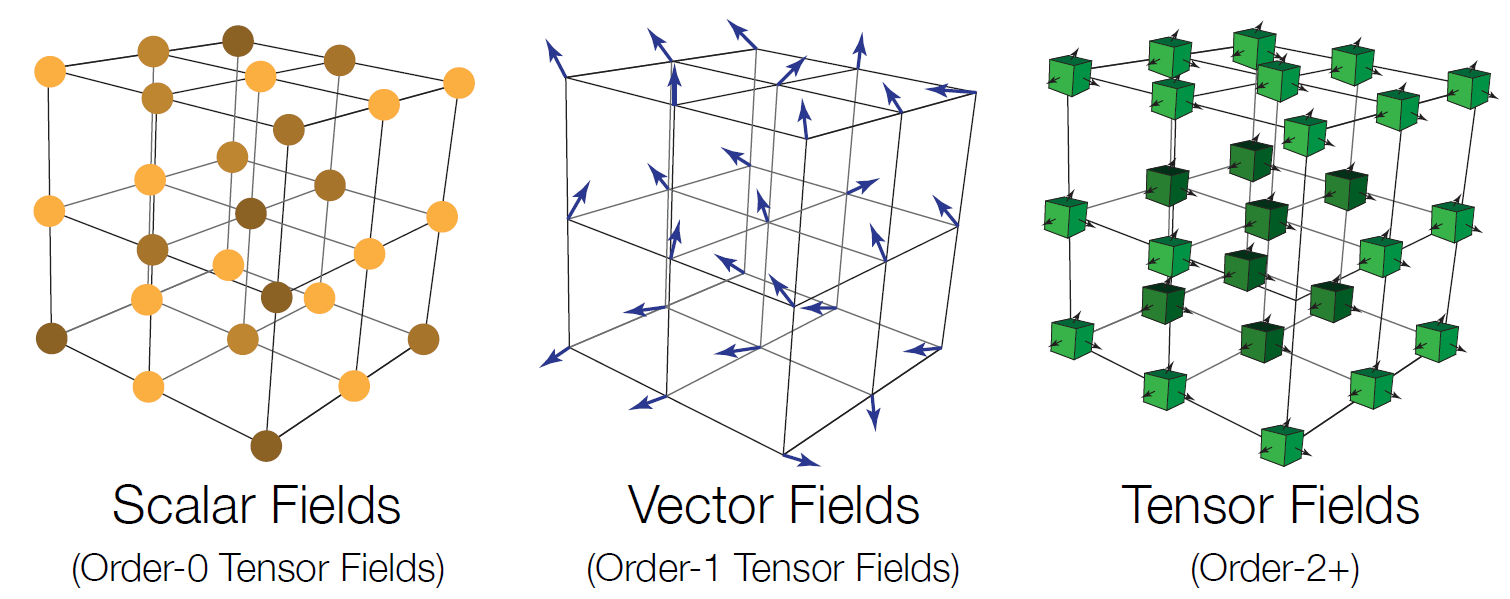 Scalar Fields
(Order-0 Tensor Fields)
Vector Fields
(Order-1 Tensor Fields)
Tensor Fields
(Order-2+)